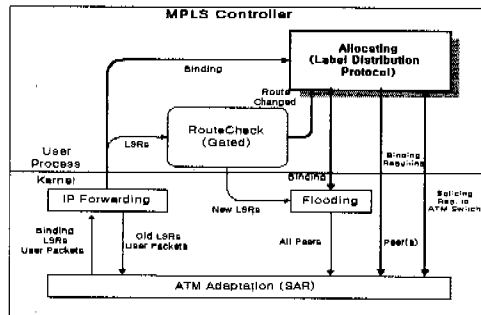 MPLS Controller
Allocating
(Label Distribution
Protocol)
Binding
Route
Changed
RouteCheck
(Gated)
LSRs
User
Process
Kernel
Binding
Binding
Requiring
Splicing
Req. to
ATM Switch
IP Forwarding
New LSRs
Flooding
Binding
LSRs
User Packets
Old LSRs
User Packets
All Peers
Peer(s)
ATM Adaptation (SAR)